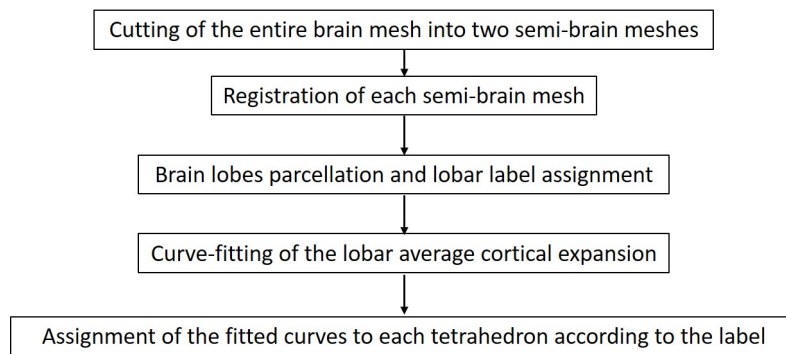 Cutting of the entire brain mesh into two semi-brain meshes
Registration of each semi-brain mesh
Brain lobes parcellation and lobar label assignment
Curve-fitting of the lobar average cortical expansion
Assignment of the fitted curves to each tetrahedron according to the label